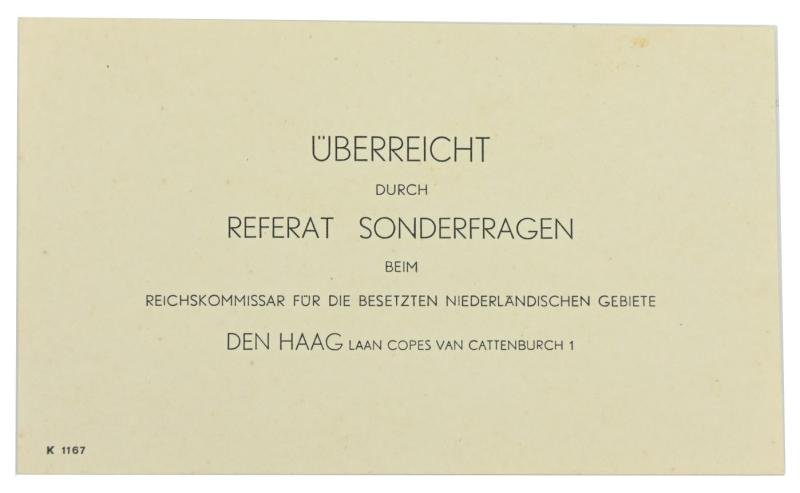 ÜBERREICHT
DURCH
REFERAT SONDERFRAGEN
BEIM
REICHSKOMMISSAR FÜR DIE BESETZTEN NIEDERLÄNDISCHEN GEBIETE
DEN HAAG LAAN COPES VAN CATTENBURCH 1
K 1167